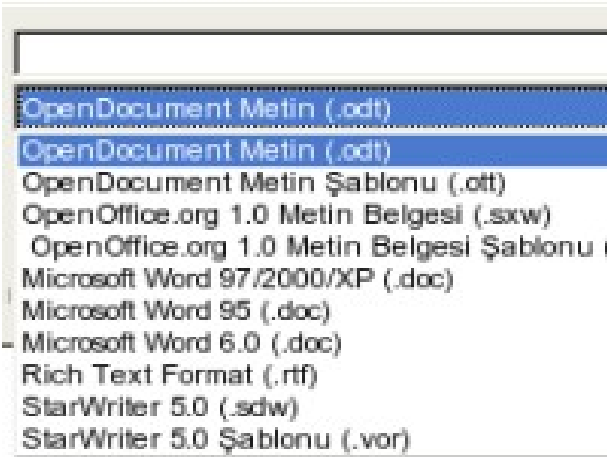 OpenDocument Metin (.odt)
OpenDocument Metin (.odt)
OpenDocument Metin Şablonu (.ott)
OpenOffice.org 1.0 Metin Belgesi (.sxw)
OpenOffice.org 1.0 Metin Belgesi Şablonu (
Microsoft Word 97/2000/XP (.doc)
Microsoft Word 95 (.doc)
Microsoft Word 6.0 (.doc)
Rich Text Format (.rtf)
StarWriter 5.0 (.sdw)
StarWriter 5.0 Şablonu (.vor)